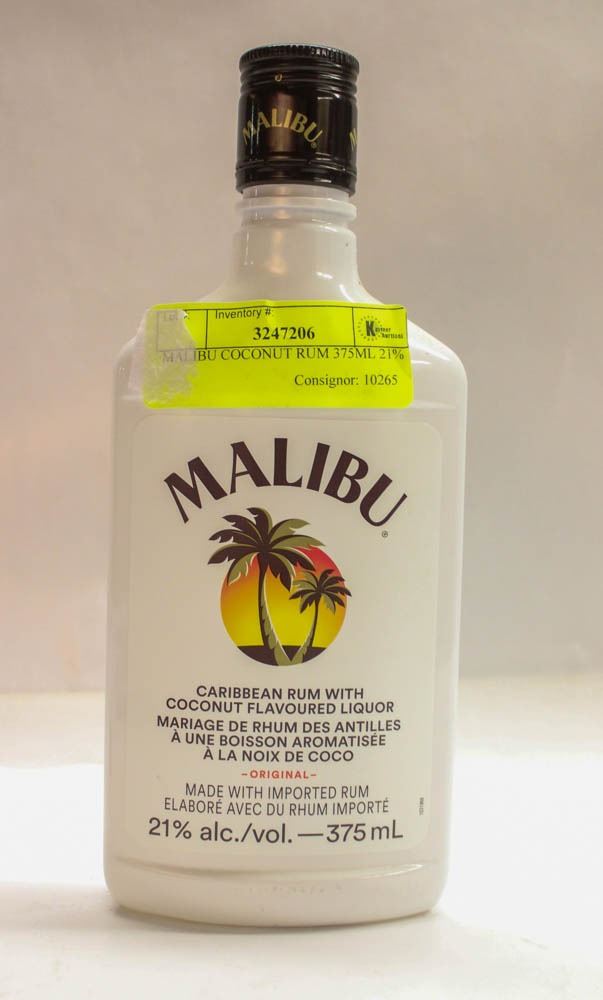 MALIBU
Inventory #:
3247206
Kastner
Auctions
MALIBU COCONUT RUM 375ML 21%
Consignor: 10265
MALIBU
®
CARIBBEAN RUM WITH
COCONUT FLAVOURED LIQUOR
MARIAGE DE RHUM DES ANTILLES
À UNE BOISSON AROMATISÉE
À LA NOIX DE COCO
–ORIGINAL–
MADE WITH IMPORTED RUM
ELABORÉ AVEC DU RHUM IMPORTÉ
21% alc./vol. — 375 mL